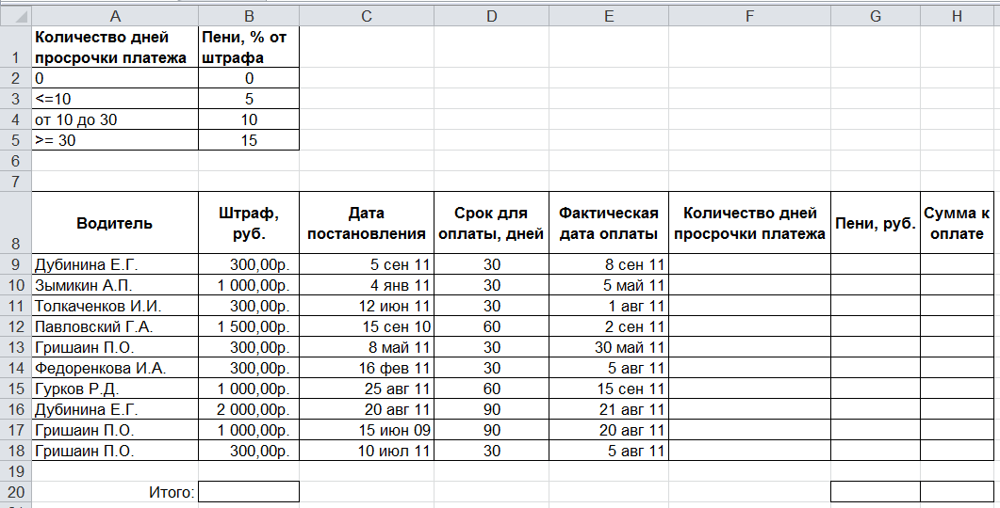 A B C D E F G H
Количество дней Пени, % от
1 просрочки платежа штрафа
2 0 0
3 <=10 5
4 от 10 до 30 10
5 >= 30 15
6
7
Штраф, Дата Срок для Фактическая Количество дней Сумма к
Водитель Пени, руб.
8 руб. постановления оплаты, дней дата оплаты просрочки платежа оплате
9 Дубинина Е.Г. 300,00р. 5 сен 11 30 8 сен 11
10 Зымикин А.П. 1 000,00р. 4 янв 11 30 5 май 11
11 Толкаченков И.И. 300,00р. 12 июн 11 30 1 авг 11
12 Павловский Г.А. 1 500,00р. 15 сен 10 60 2 сен 11
13 Гришаин П.О. 300,00р. 8 май 11 30 30 май 11
14 Федоренкова И.А. 300,00р. 16 фев 11 30 5 авг 11
15 Гурков Р.Д. 1 000,00р. 25 авг 11 60 15 сен 11
16 Дубинина Е.Г. 2 000,00р. 20 авг 11 90 21 авг 11
17 Гришаин П.О. 1 000,00р. 15 июн 09 90 20 авг 11
18 Гришаин П.О. 300,00р. 10 июл 11 30 5 авг 11
19
20 Итого: